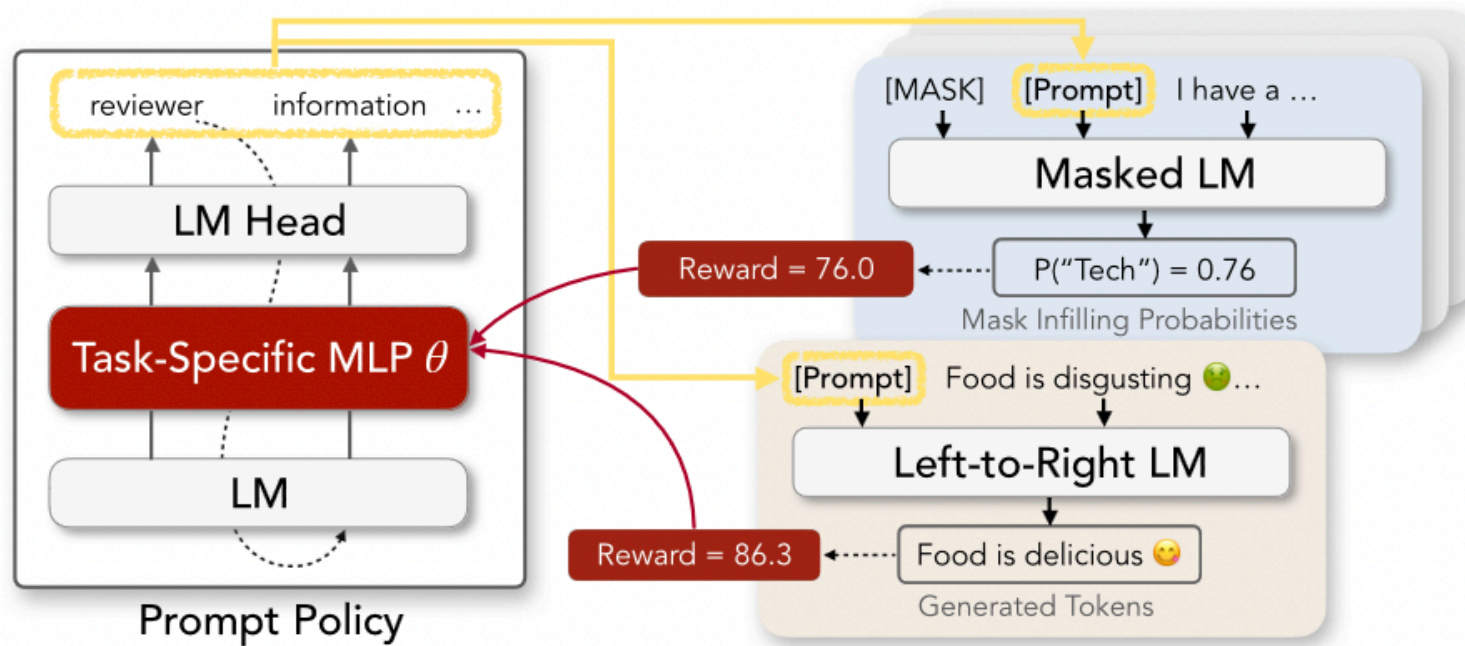 reviewer information ...
LM Head
Task-Specific MLP θ
LM
Prompt Policy
[MASK] [Prompt] I have a ...
Masked LM
P("Tech") = 0.76
Mask Infilling Probabilities
Reward = 76.0
[Prompt] Food is disgusting 🤢...
Left-to-Right LM
Food is delicious 😋
Generated Tokens
Reward = 86.3